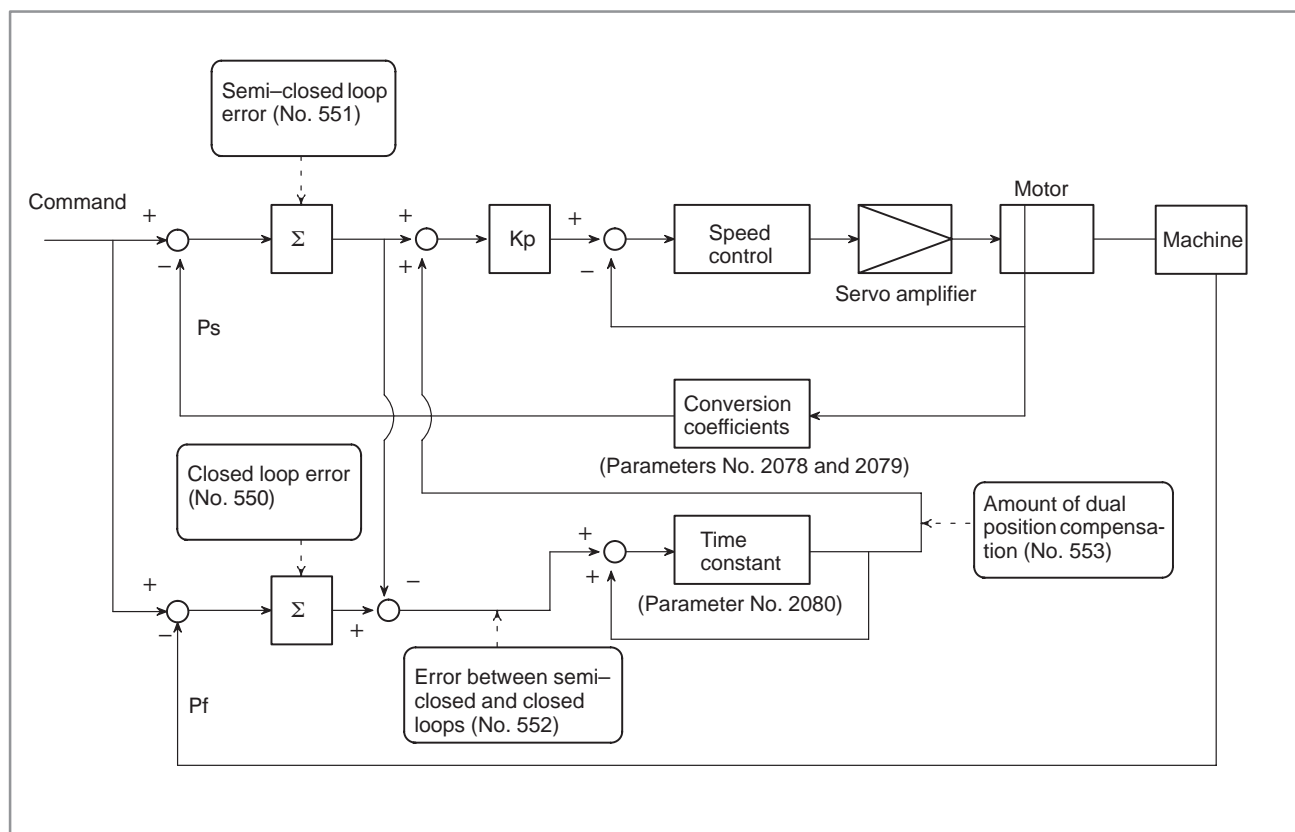 Semi–closed loop
error (No. 551)
Command
Motor
+
−
Σ
+
+
Kp
+
−
Speed
control
Servo amplifier
Machine
Ps
Conversion
coefficients
(Parameters No. 2078 and 2079)
Closed loop error
(No. 550)
Amount of dual
position compensa-
tion (No. 553)
+
−
Σ
+
−
+
+
Time
constant
(Parameter No. 2080)
Error between semi–
closed and closed
loops (No. 552)
Pf